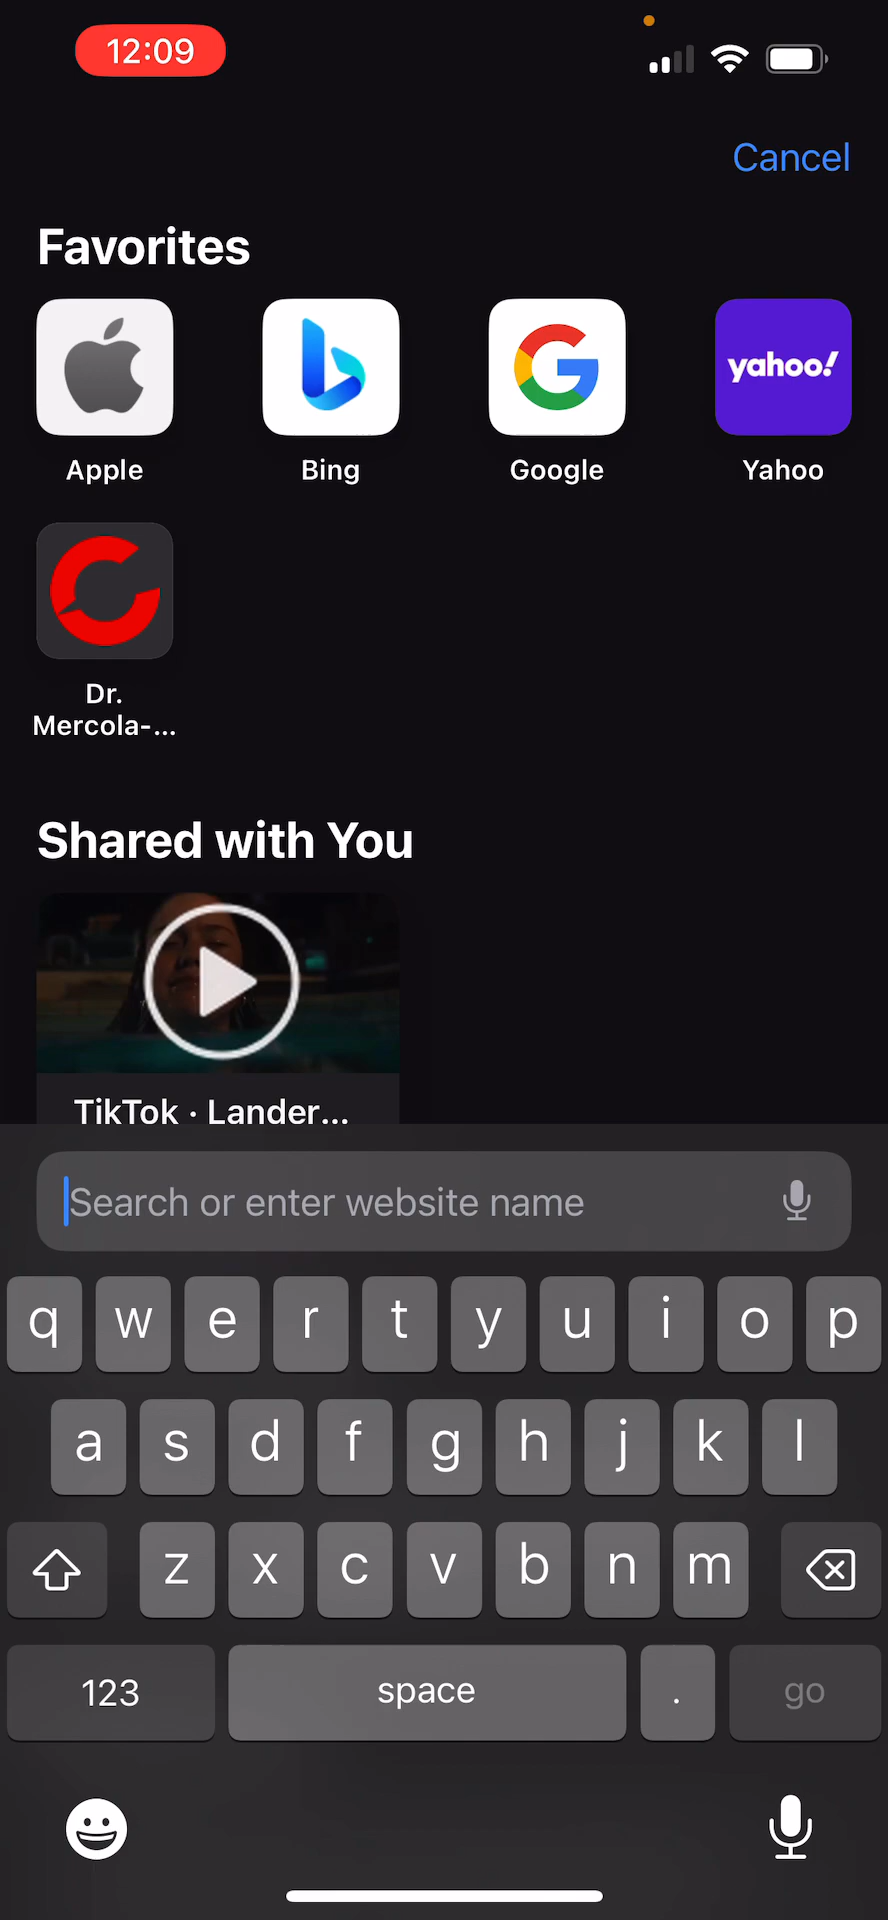 12:09
Cancel
Favorites
yahoo!
Apple Bing Google Yahoo
Dr.
Mercola-...
Shared with You
TikTok · Lander...
Search or enter website name
q w e r t y u i o p
a s d f g h j k l
z x c v b n m
123 space . go